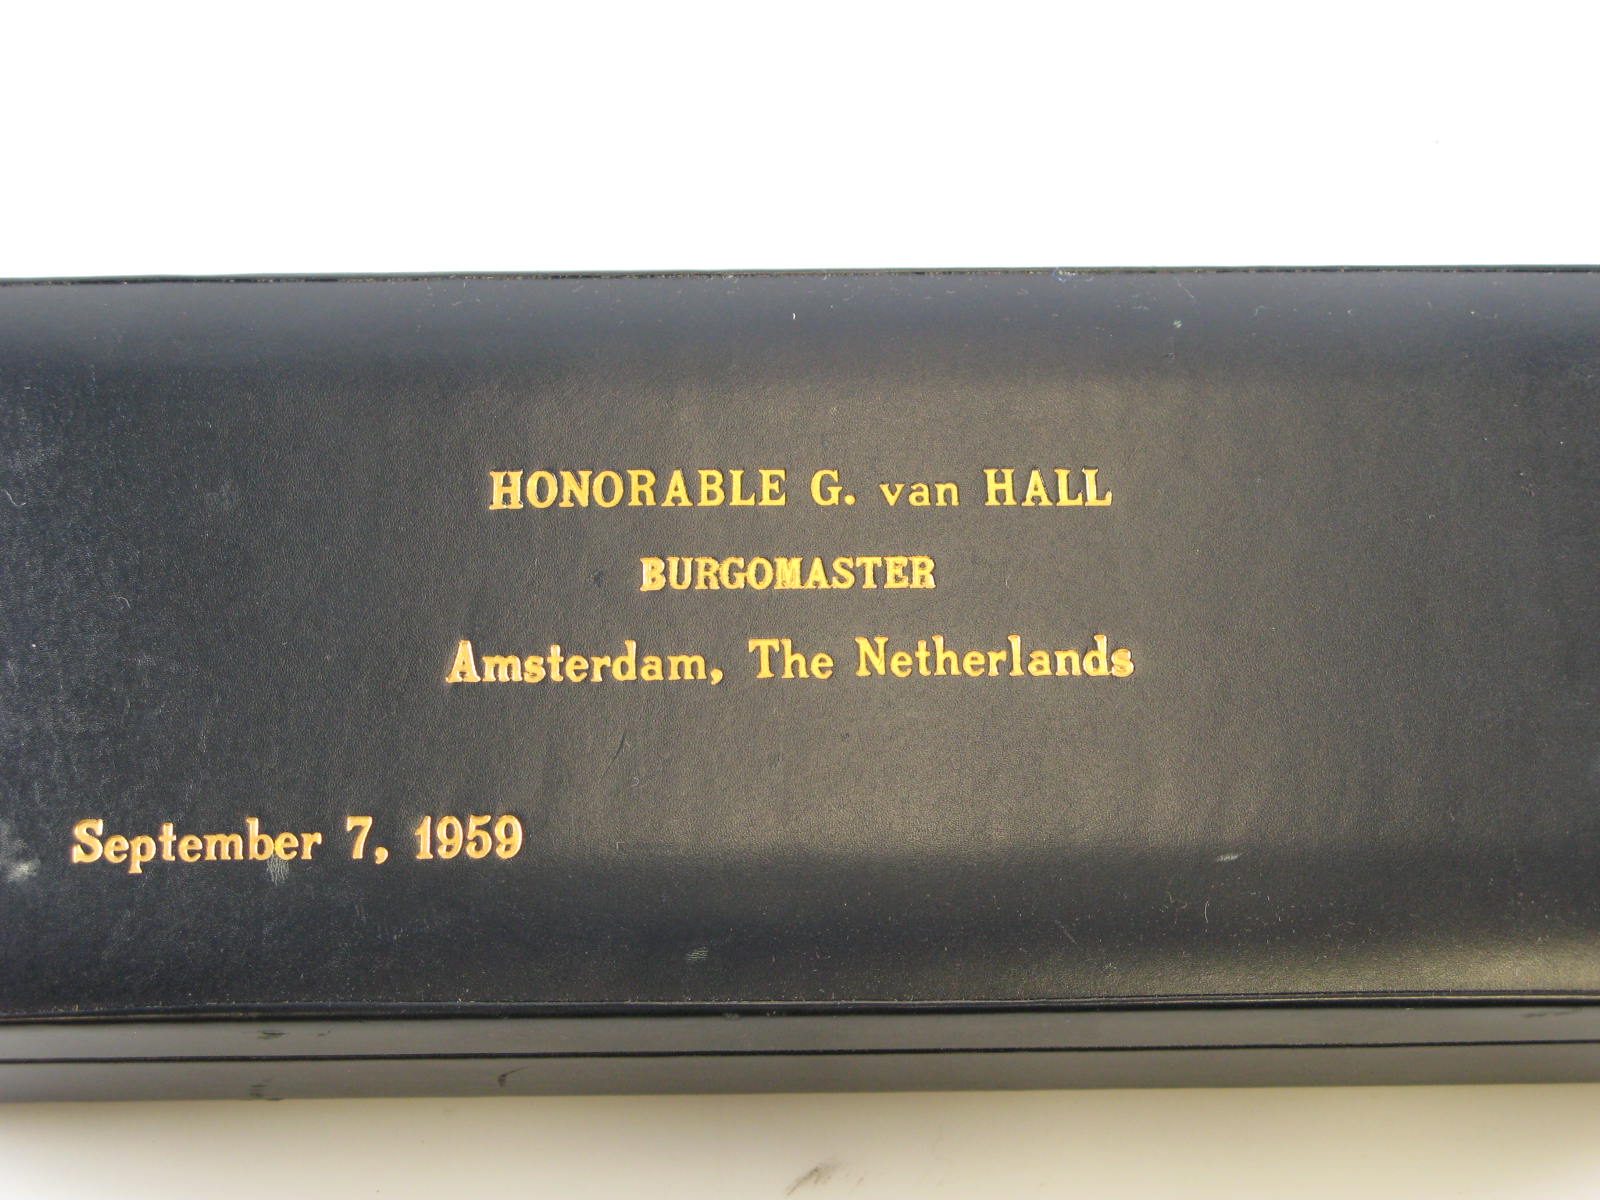 HONORABLE G. van HALL
BURGOMASTER
Amsterdam, The Netherlands
September 7, 1959